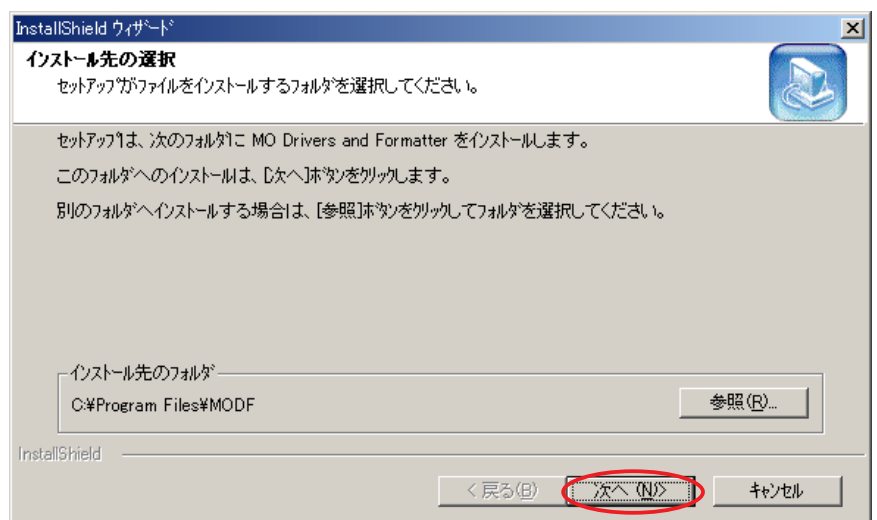 InstallShield ウィザード
インストール先の選択
セットアップがファイルをインストールするフォルダを選択してください。
セットアップは、次のフォルダに MO Drivers and Formatter をインストールします。
このフォルダへのインストールは、[次へ]ボタンをクリックします。
別のフォルダへインストールする場合は、[参照]ボタンをクリックしてフォルダを選択してください。
インストール先のフォルダ
C:¥Program Files¥MODF
参照(R)...
InstallShield
< 戻る(B)
次へ (N)>
キャンセル